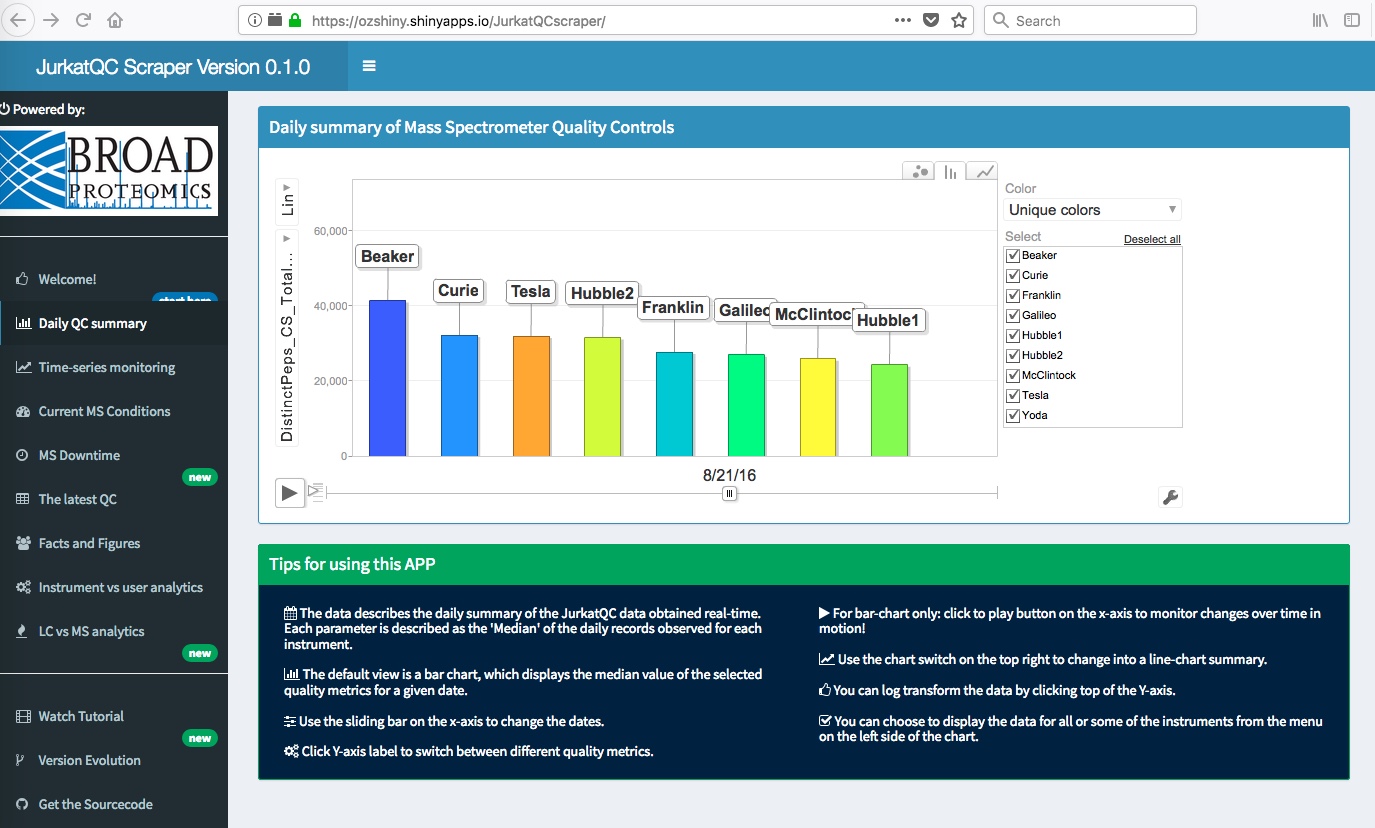 https://ozshiny.shinyapps.io/JurkatQCscraper/
Search
JurkatQC Scraper Version 0.1.0
Powered by:
BROAD
PROTEOMICS
Welcome!
start here
Daily QC summary
Time-series monitoring
Current MS Conditions
MS Downtime
new
The latest QC
Facts and Figures
Instrument vs user analytics
LC vs MS analytics
new
Watch Tutorial
new
Version Evolution
Get the Sourcecode
Daily summary of Mass Spectrometer Quality Controls
Lin
DistinctPeps_CS_Total...
60,000
40,000
20,000
0
Beaker
Curie
Tesla
Hubble2
Franklin
Galileo
McClintoc
Hubble1
8/21/16
Color
Unique colors
Select
Deselect all
Beaker
Curie
Franklin
Galileo
Hubble1
Hubble2
McClintock
Tesla
Yoda
Tips for using this APP
The data describes the daily summary of the JurkatQC data obtained real-time.
Each parameter is described as the 'Median' of the daily records observed for each
instrument.
The default view is a bar chart, which displays the median value of the selected
quality metrics for a given date.
Use the sliding bar on the x-axis to change the dates.
Click Y-axis label to switch between different quality metrics.
For bar-chart only: click to play button on the x-axis to monitor changes over time in
motion!
Use the chart switch on the top right to change into a line-chart summary.
You can log transform the data by clicking top of the Y-axis.
You can choose to display the data for all or some of the instruments from the menu
on the left side of the chart.